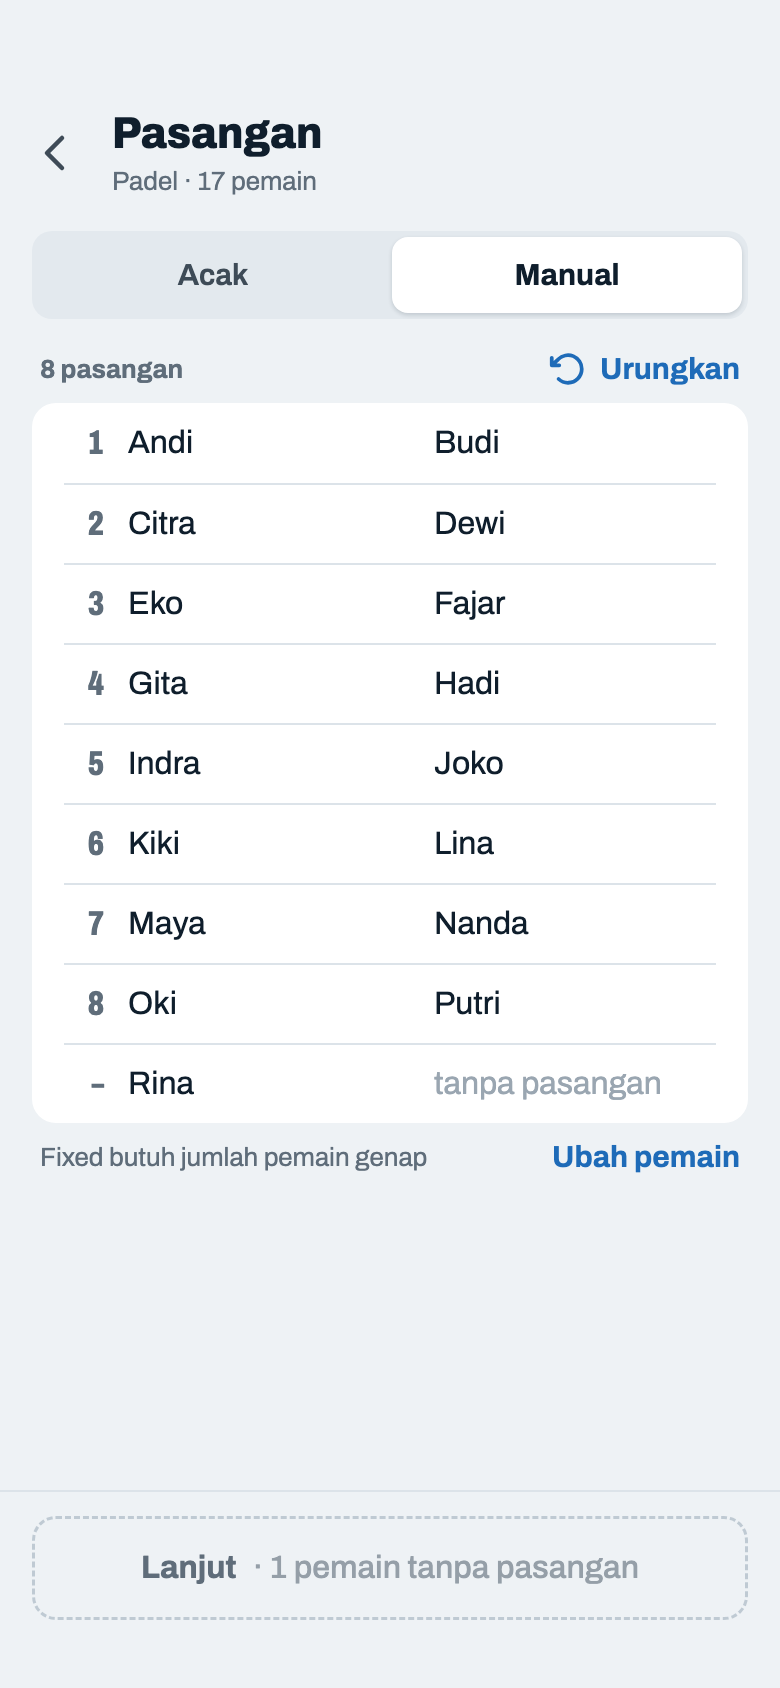 Pasangan
Padel · 17 pemain
Acak Manual
8 pasangan Urungkan
1 Andi Budi
2 Citra Dewi
3 Eko Fajar
4 Gita Hadi
5 Indra Joko
6 Kiki Lina
7 Maya Nanda
8 Oki Putri
– Rina tanpa pasangan
Fixed butuh jumlah pemain genap Ubah pemain
Lanjut · 1 pemain tanpa pasangan